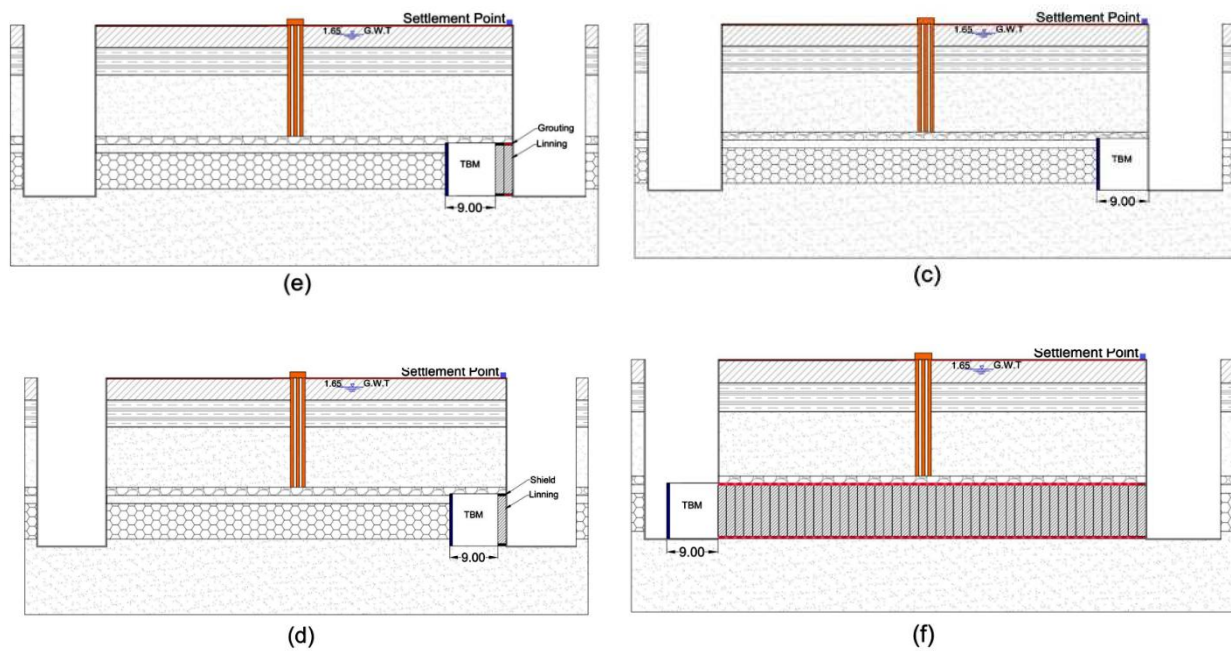 Settlement Point
1.65 G.W.T
Grouting
Linning
TBM
9.00
(e)
Settlement Point
1.65 G.W.T
TBM
9.00
(c)
Settlement Point
1.65 G.W.T
Shield
Linning
TBM
9.00
(d)
Settlement Point
1.65 G.W.T
TBM
9.00
(f)